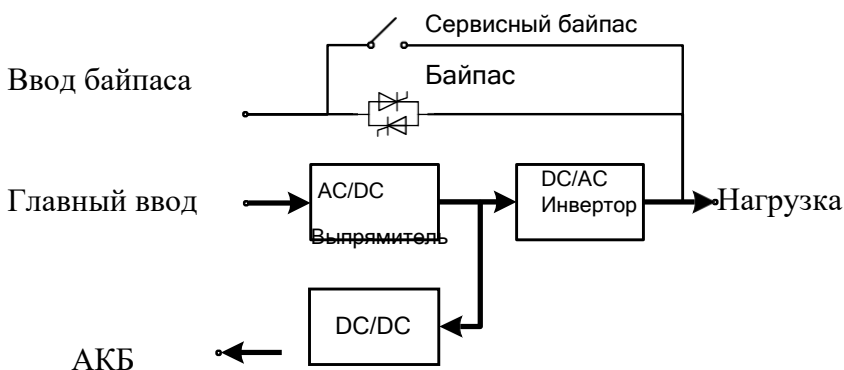 Сервисный байпас
Ввод байпаса
Байпас
Главный ввод
AC/DC
Выпрямитель
DC/AC
Инвертор
Нагрузка
DC/DC
АКБ